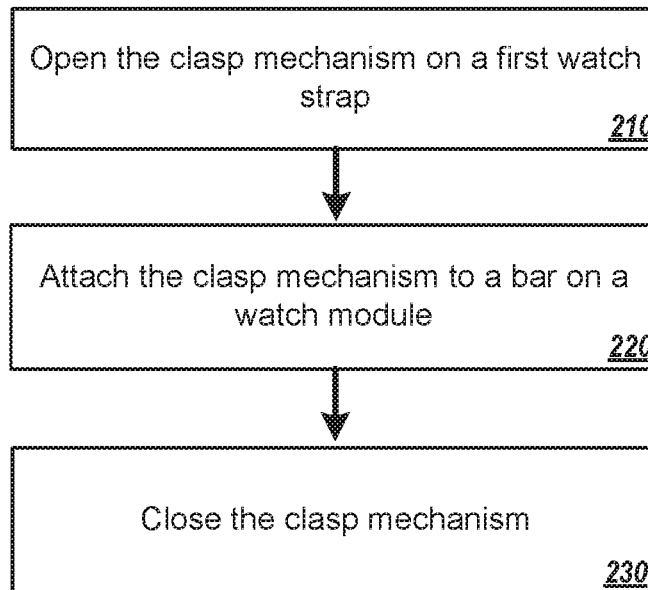 Open the clasp mechanism on a first watch
strap
210
Attach the clasp mechanism to a bar on a
watch module
220
Close the clasp mechanism
230